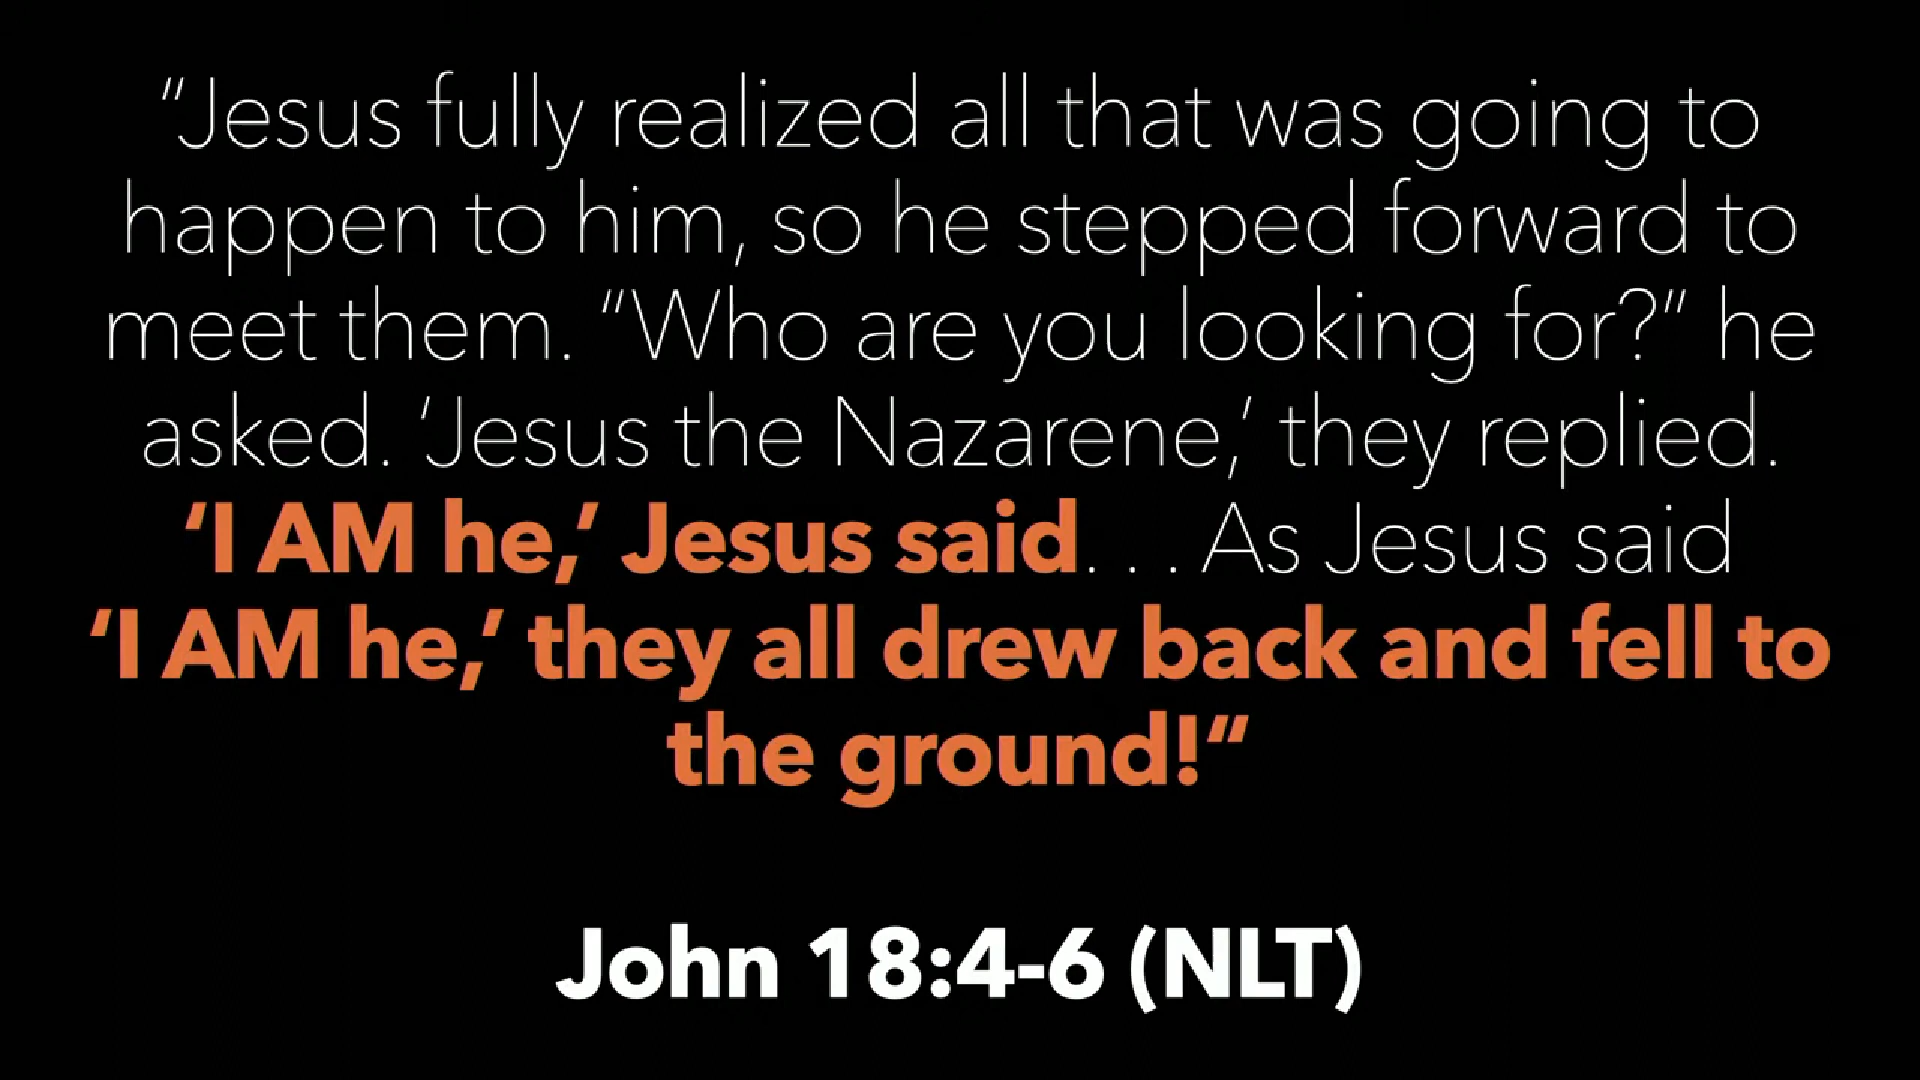 “Jesus fully realized all that was going to
happen to him, so he stepped forward to
meet them. “Who are you looking for?” he
asked. ‘Jesus the Nazarene,’ they replied.
‘I AM he,’ Jesus said. . . As Jesus said
‘I AM he,’ they all drew back and fell to
the ground!“
John 18:4-6 (NLT)